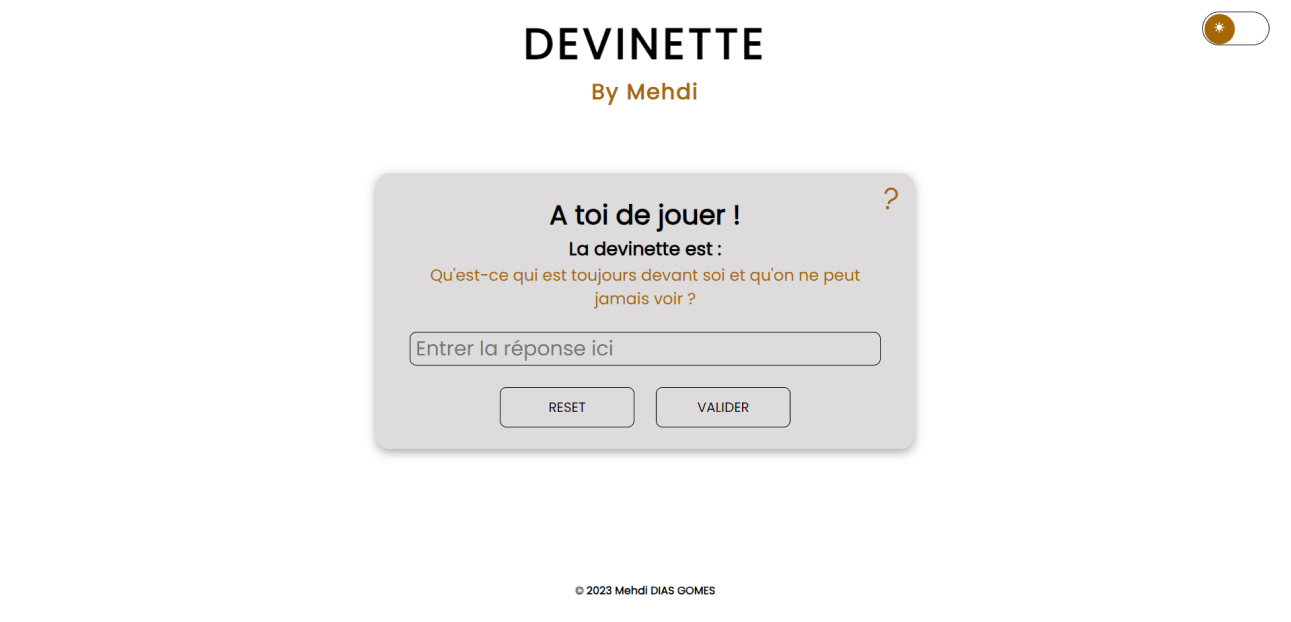 DEVINETTE
By Mehdi
?
A toi de jouer !
La devinette est :
Qu'est-ce qui est toujours devant soi et qu'on ne peut
jamais voir ?
Entrer la réponse ici
RESET VALIDER
© 2023 Mehdi DIAS GOMES